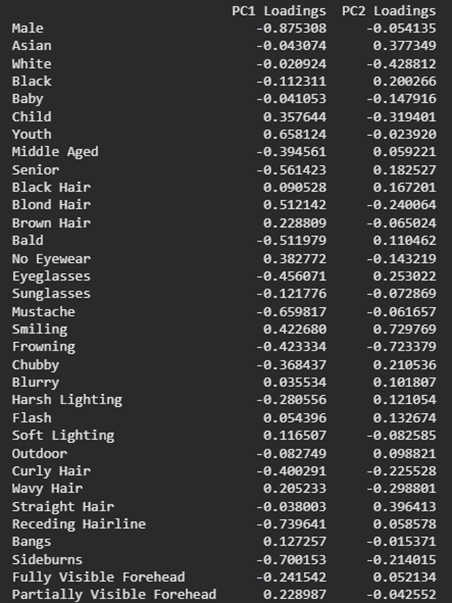 PC1 Loadings PC2 Loadings
Male -0.875308 -0.054135
Asian -0.043074 0.377349
White -0.020924 -0.428812
Black -0.112311 0.200266
Baby -0.041053 -0.147916
Child 0.357644 -0.319401
Youth 0.658124 -0.023920
Middle Aged -0.394561 0.059221
Senior -0.561423 0.182527
Black Hair 0.090528 0.167201
Blond Hair 0.512142 -0.240064
Brown Hair 0.228809 -0.065024
Bald -0.511979 0.110462
No Eyewear 0.382772 -0.143219
Eyeglasses -0.456071 0.253022
Sunglasses -0.121776 -0.072869
Mustache -0.659817 -0.061657
Smiling 0.422680 0.729769
Frowning -0.423334 -0.723379
Chubby -0.368437 0.210536
Blurry 0.035534 0.101807
Harsh Lighting -0.280556 0.121054
Flash 0.054396 0.132674
Soft Lighting 0.116507 -0.082585
Outdoor -0.082749 0.098821
Curly Hair -0.400291 -0.225528
Wavy Hair 0.205233 -0.298801
Straight Hair -0.038003 0.396413
Receding Hairline -0.739641 0.058578
Bangs 0.127257 -0.015371
Sideburns -0.700153 -0.214015
Fully Visible Forehead -0.241542 0.052134
Partially Visible Forehead 0.228987 -0.042552